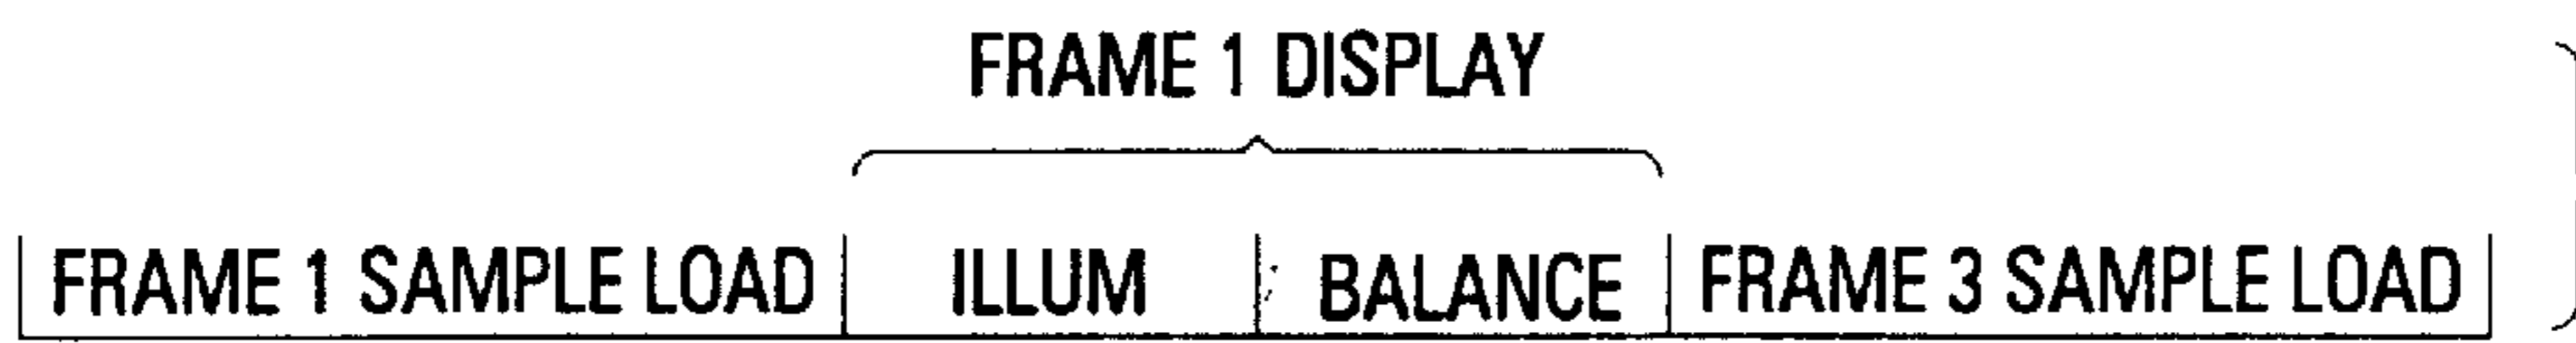 FRAME 1 DISPLAY
FRAME 1 SAMPLE LOAD ILLUM BALANCE FRAME 3 SAMPLE LOAD